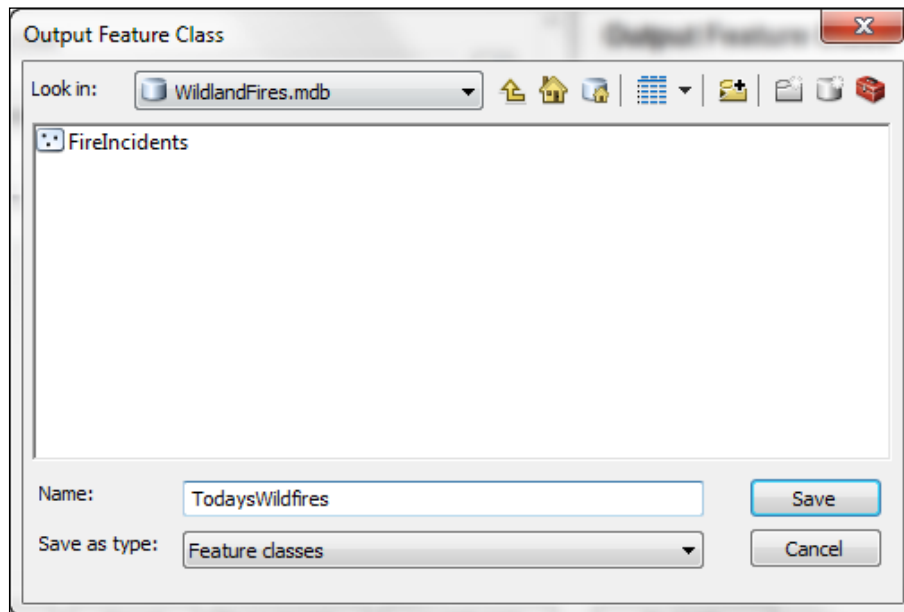 Output Feature Class
Look in: WildlandFires.mdb
FireIncidents
Name: TodaysWildfires Save
Save as type: Feature classes Cancel